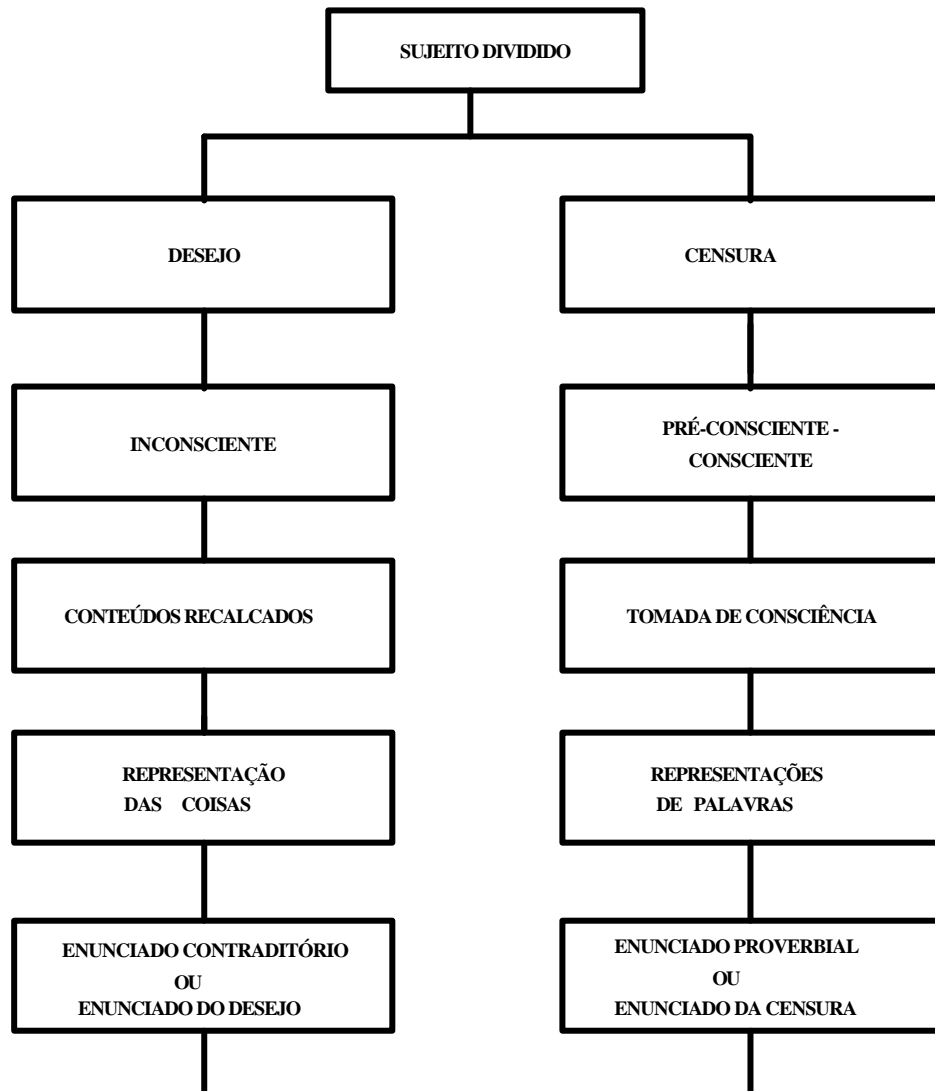 SUJEITO DIVIDIDO
DESEJO
CENSURA
INCONSCIENTE
PRÉ-CONSCIENTE -
CONSCIENTE
CONTEÚDOS RECALCADOS
TOMADA DE CONSCIÊNCIA
REPRESENTAÇÃO
DAS COISAS
REPRESENTAÇÕES
DE PALAVRAS
ENUNCIADO CONTRADITÓRIO
OU
ENUNCIADO DO DESEJO
ENUNCIADO PROVERBIAL
OU
ENUNCIADO DA CENSURA